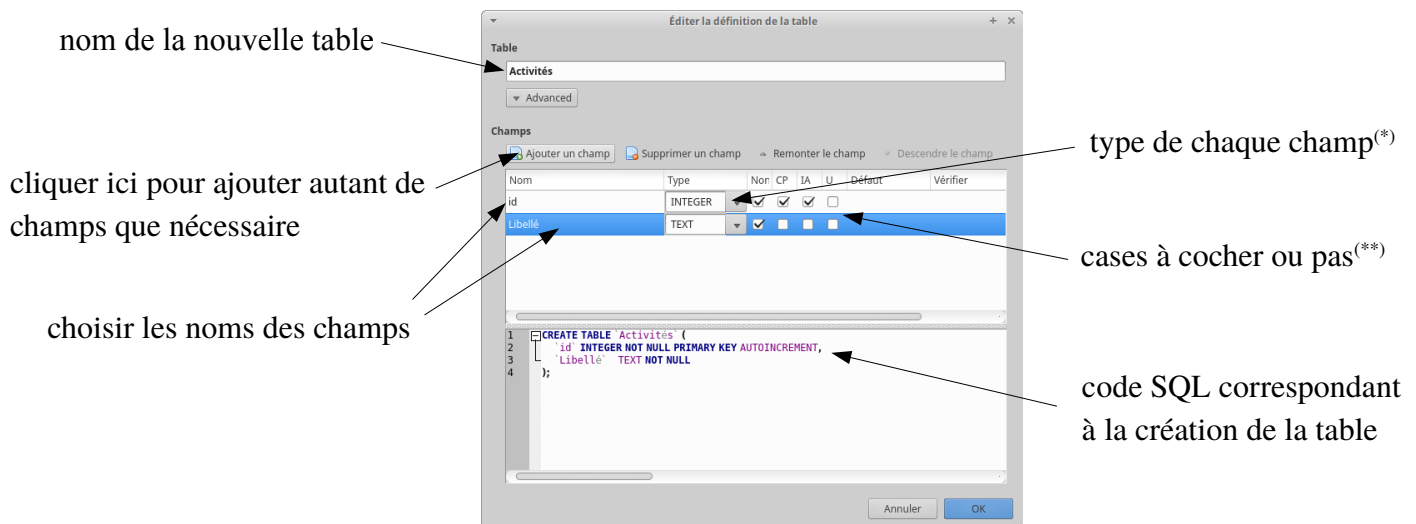 Éditer la définition de la table
nom de la nouvelle table
Table
Activités
Advanced
Champs
Ajouter un champ Supprimer un champ Remonter le champ Descendre le champ
type de chaque champ(*)
cliquer ici pour ajouter autant de
champs que nécessaire
Nom Type Non CP IA U Défaut Vérifier
id INTEGER
Libellé TEXT
cases à cocher ou pas(**)
choisir les noms des champs
1 CREATE TABLE `Activités` (
2 `id` INTEGER NOT NULL PRIMARY KEY AUTOINCREMENT,
3 `Libellé` TEXT NOT NULL
4 );
code SQL correspondant
à la création de la table
Annuler OK